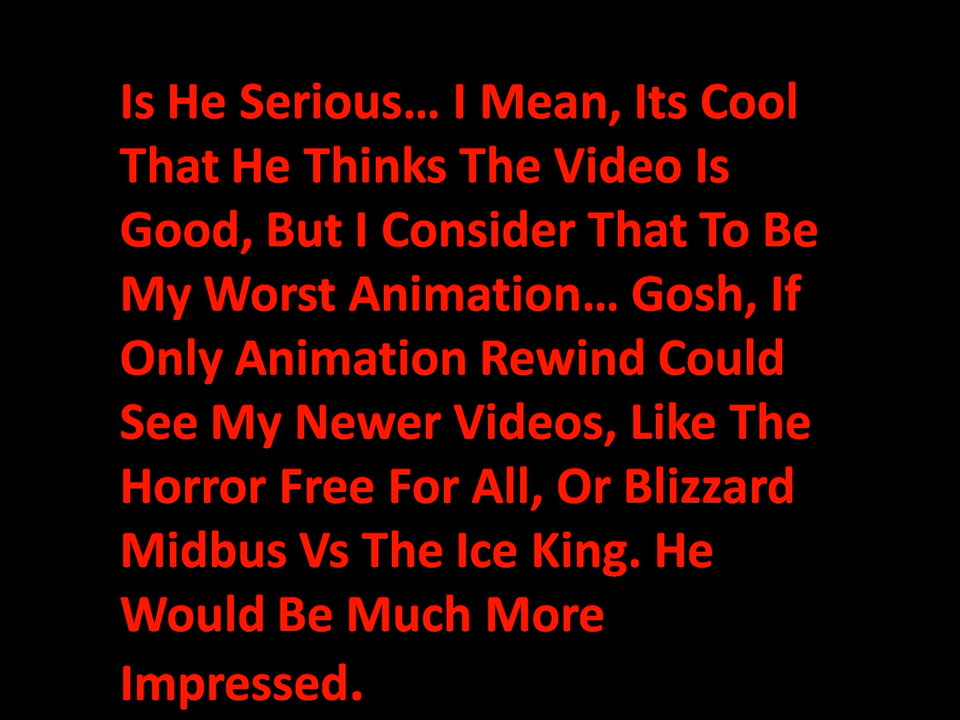 Is He Serious… I Mean, Its Cool
That He Thinks The Video Is
Good, But I Consider That To Be
My Worst Animation… Gosh, If
Only Animation Rewind Could
See My Newer Videos, Like The
Horror Free For All, Or Blizzard
Midbus Vs The Ice King. He
Would Be Much More
Impressed.